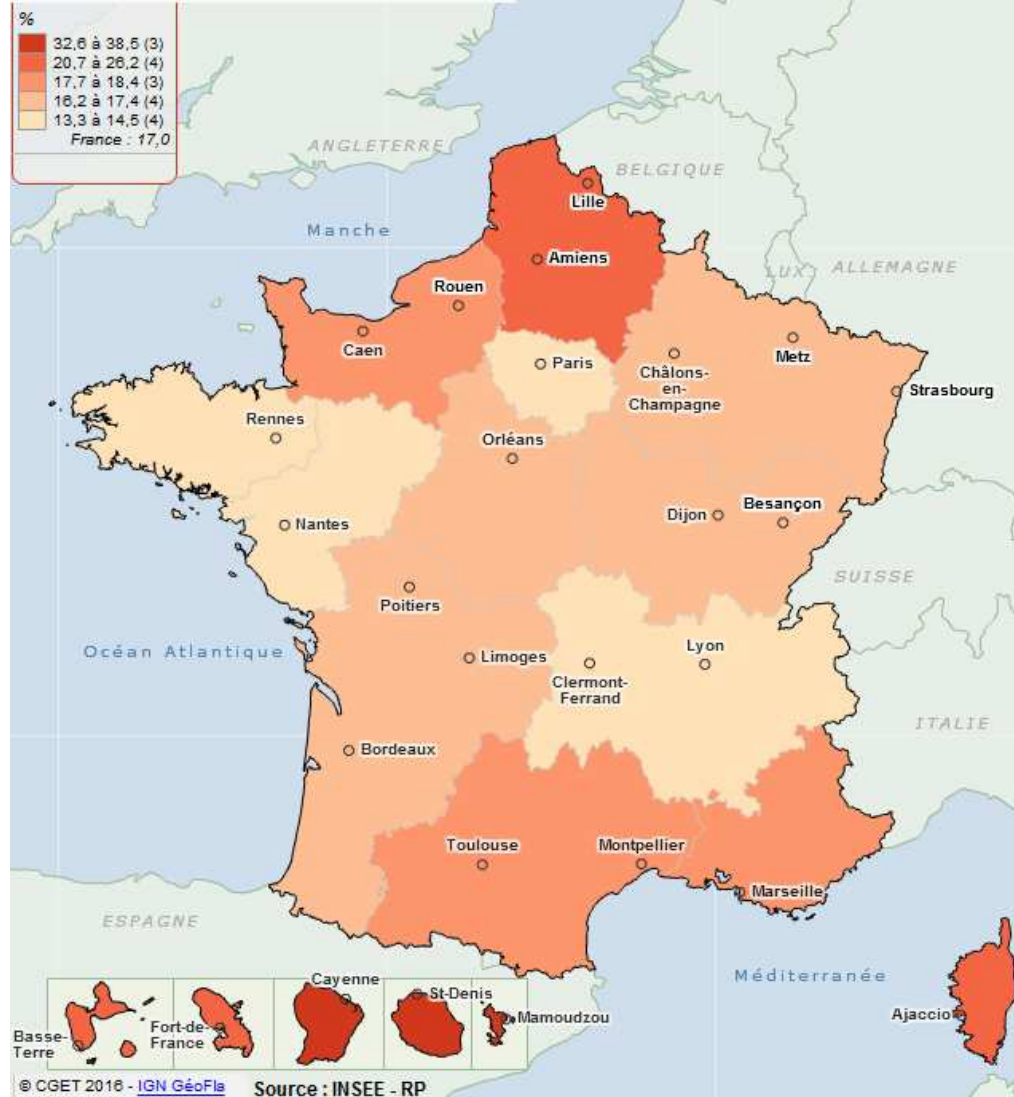 %
32,6 à 38,5 (3)
20,7 à 26,2 (4)
17,7 à 18,4 (3)
16,2 à 17,4 (4)
13,3 à 14,5 (4)
France : 17,0
ANGLETERRE
BELGIQUE
Lille
Manche
Amiens
LUX
ALLEMAGNE
Rouen
Caen
Paris
Metz
Châlons-
en-
Champagne
Strasbourg
Rennes
Orléans
Nantes
Dijon
Besançon
SUISSE
Poitiers
Océan Atlantique
Limoges
Clermont-
Ferrand
Lyon
ITALIE
Bordeaux
Toulouse
Montpellier
Marseille
ESPAGNE
Méditerranée
Ajaccio
Basse-
Terre
Fort-de-
France
Cayenne
St-Denis
Mamoudzou
© CGET 2016 - IGN GéoFla
Source : INSEE - RP